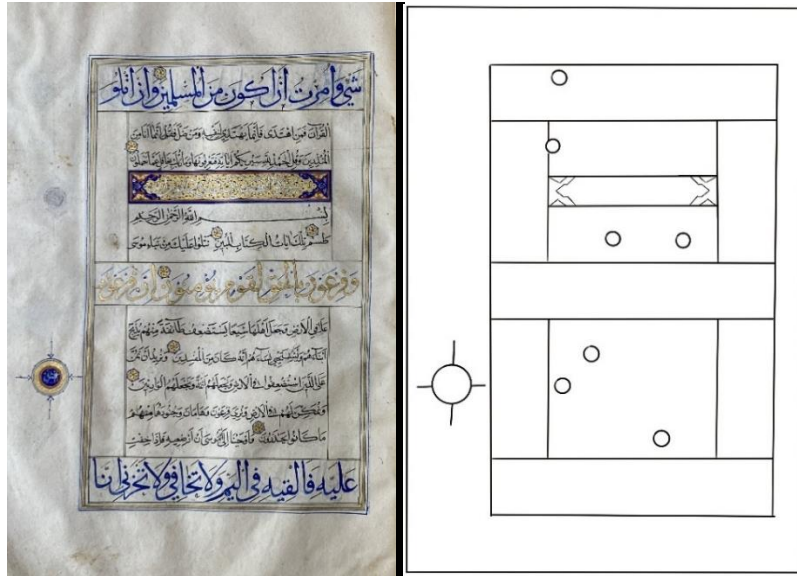 شيء وأمرت أن أكون من المسلمين وأن أتلو
القرآن فمن اهتدى فإنما يهتدي لنفسه ومن ضل فقل إنما أنا من
المنذرين وقل الحمد لله سيريكم آياته فتعرفونها وما ربك بغافل عما تعملون
بسم الله الرحمن الرحيم
طسم تلك آيات الكتاب المبين نتلوا عليك من نباء موسى
وفرعون بالحق لقوم يؤمنون إن فرعون
علا في الأرض وجعل أهلها شيعا يستضعف طائفة منهم يذبح
أبناءهم ويستحيي نساءهم إنه كان من المفسدين ونريد أن نمن
على الذين استضعفوا في الأرض ونجعلهم أئمة ونجعلهم الوارثين
ونمكن لهم في الأرض ونري فرعون وهامان وجنودهما منهم
ما كانوا يحذرون وأوحينا إلى أم موسى أن أرضعيه فإذا خفت
عليه فألقيه في اليم ولا تخافي ولا تحزني إنا